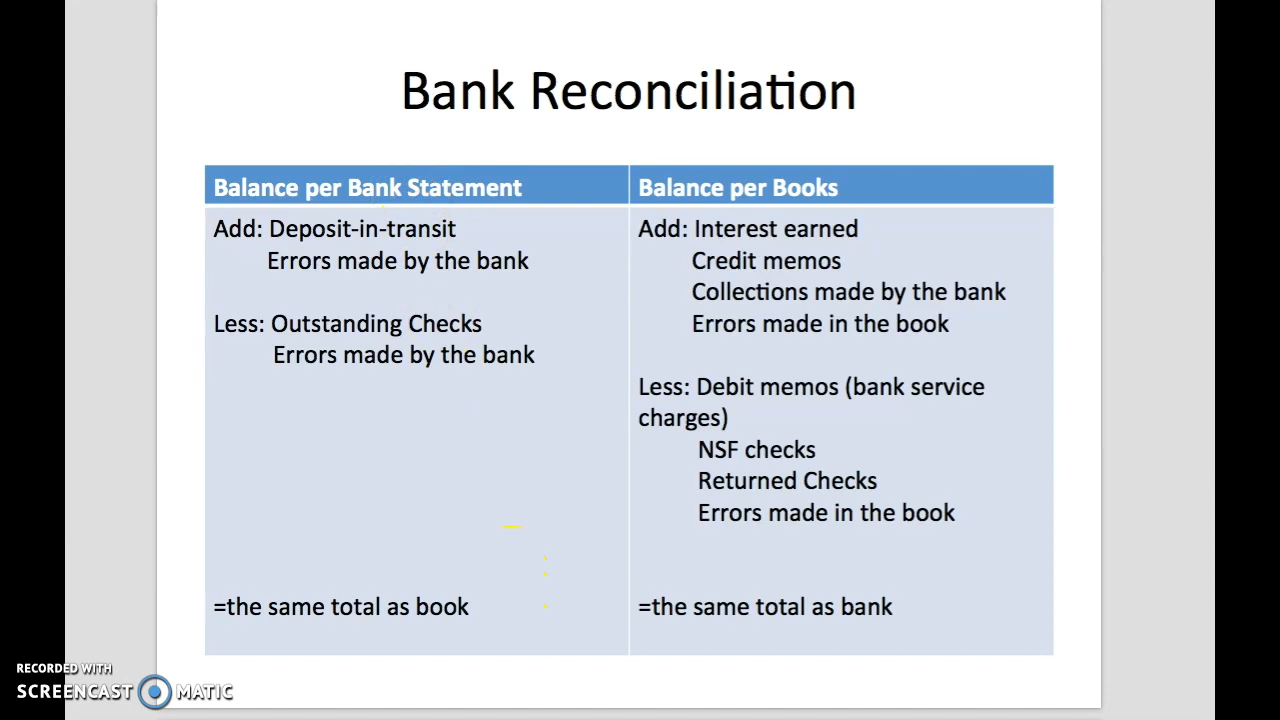 Bank Reconciliation
Balance per Bank Statement
Add: Deposit-in-transit
Errors made by the bank
Less: Outstanding Checks
Errors made by the bank
=the same total as book
Balance per Books
Add: Interest earned
Credit memos
Collections made by the bank
Errors made in the book
Less: Debit memos (bank service
charges)
NSF checks
Returned Checks
Errors made in the book
=the same total as bank
RECORDED WITH
SCREENCAST MATIC